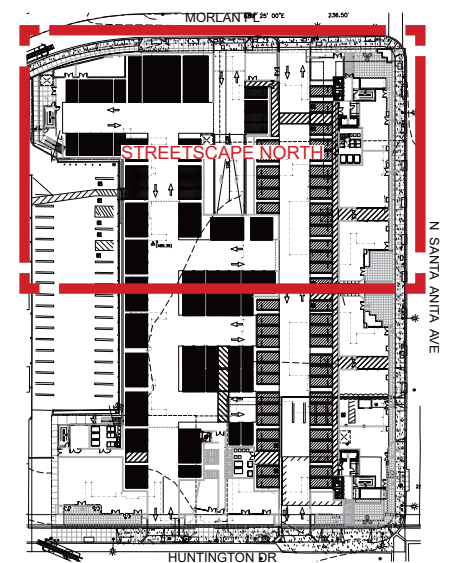 MORLAN PL
25' 00"E 236.50'
STREETSCAPE NORTH
N SANTA ANITA AVE
HUNTINGTON DR